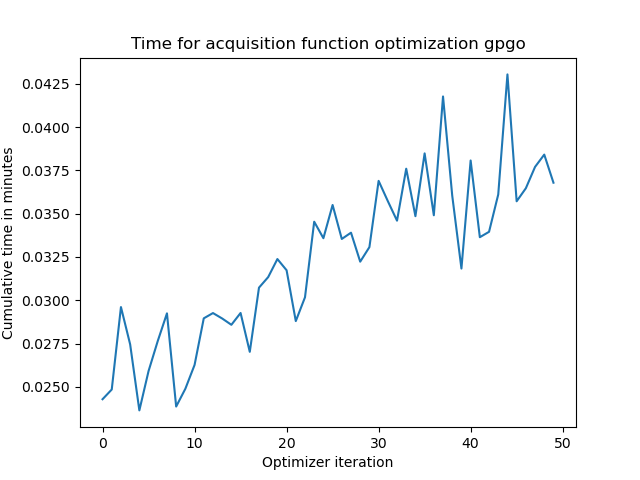 Time for acquisition function optimization gpgo
Cumulative time in minutes
0.0425
0.0400
0.0375
0.0350
0.0325
0.0300
0.0275
0.0250
0 10 20 30 40 50
Optimizer iteration